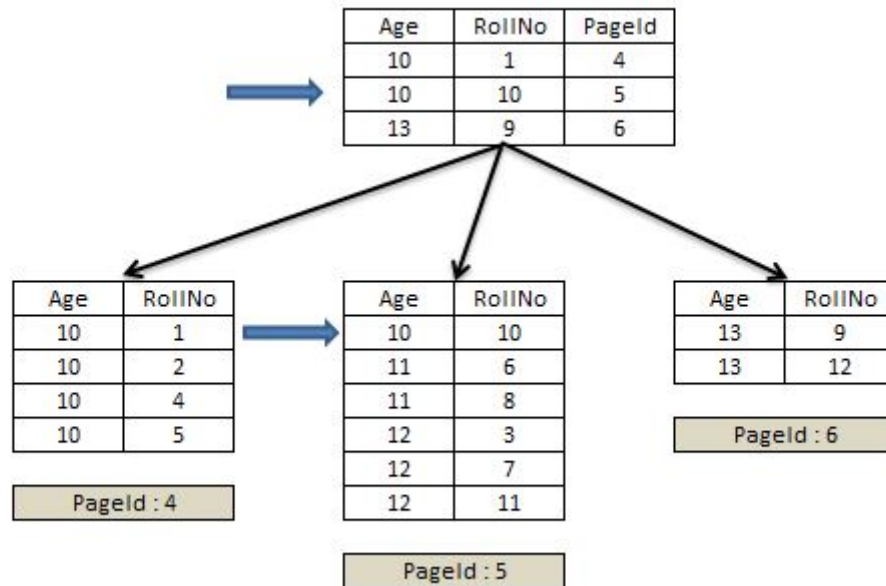 Age RollNo PageId
10 1 4
10 10 5
13 9 6
Age RollNo
10 1
10 2
10 4
10 5
PageId : 4
Age RollNo
10 10
11 6
11 8
12 3
12 7
12 11
PageId : 5
Age RollNo
13 9
13 12
PageId : 6